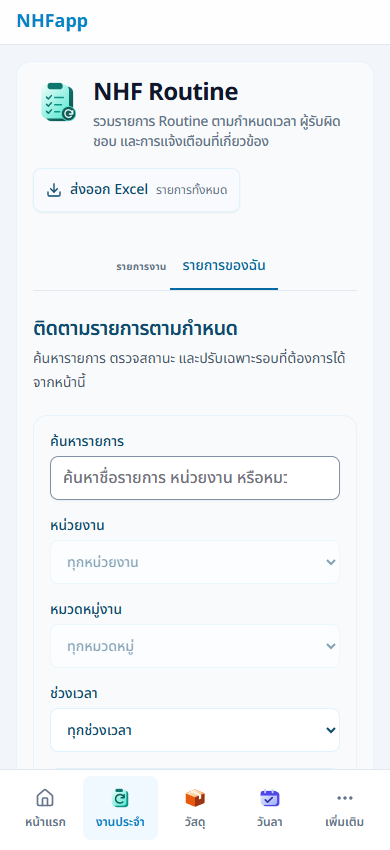 NHFapp
NHF Routine
รวมรายการ Routine ตามกำหนดเวลา ผู้รับผิด
ชอบ และการแจ้งเตือนที่เกี่ยวข้อง
ส่งออก Excel รายการทั้งหมด
รายการงาน รายการของฉัน
ติดตามรายการตามกำหนด
ค้นหารายการ ตรวจสถานะ และปรับเฉพาะรอบที่ต้องการได้
จากหน้านี้
ค้นหารายการ
ค้นหาชื่อรายการ หน่วยงาน หรือหมว
หน่วยงาน
ทุกหน่วยงาน
หมวดหมู่งาน
ทุกหมวดหมู่
ช่วงเวลา
ทุกช่วงเวลา
หน้าแรก งานประจำ วัสดุ วันลา เพิ่มเติม